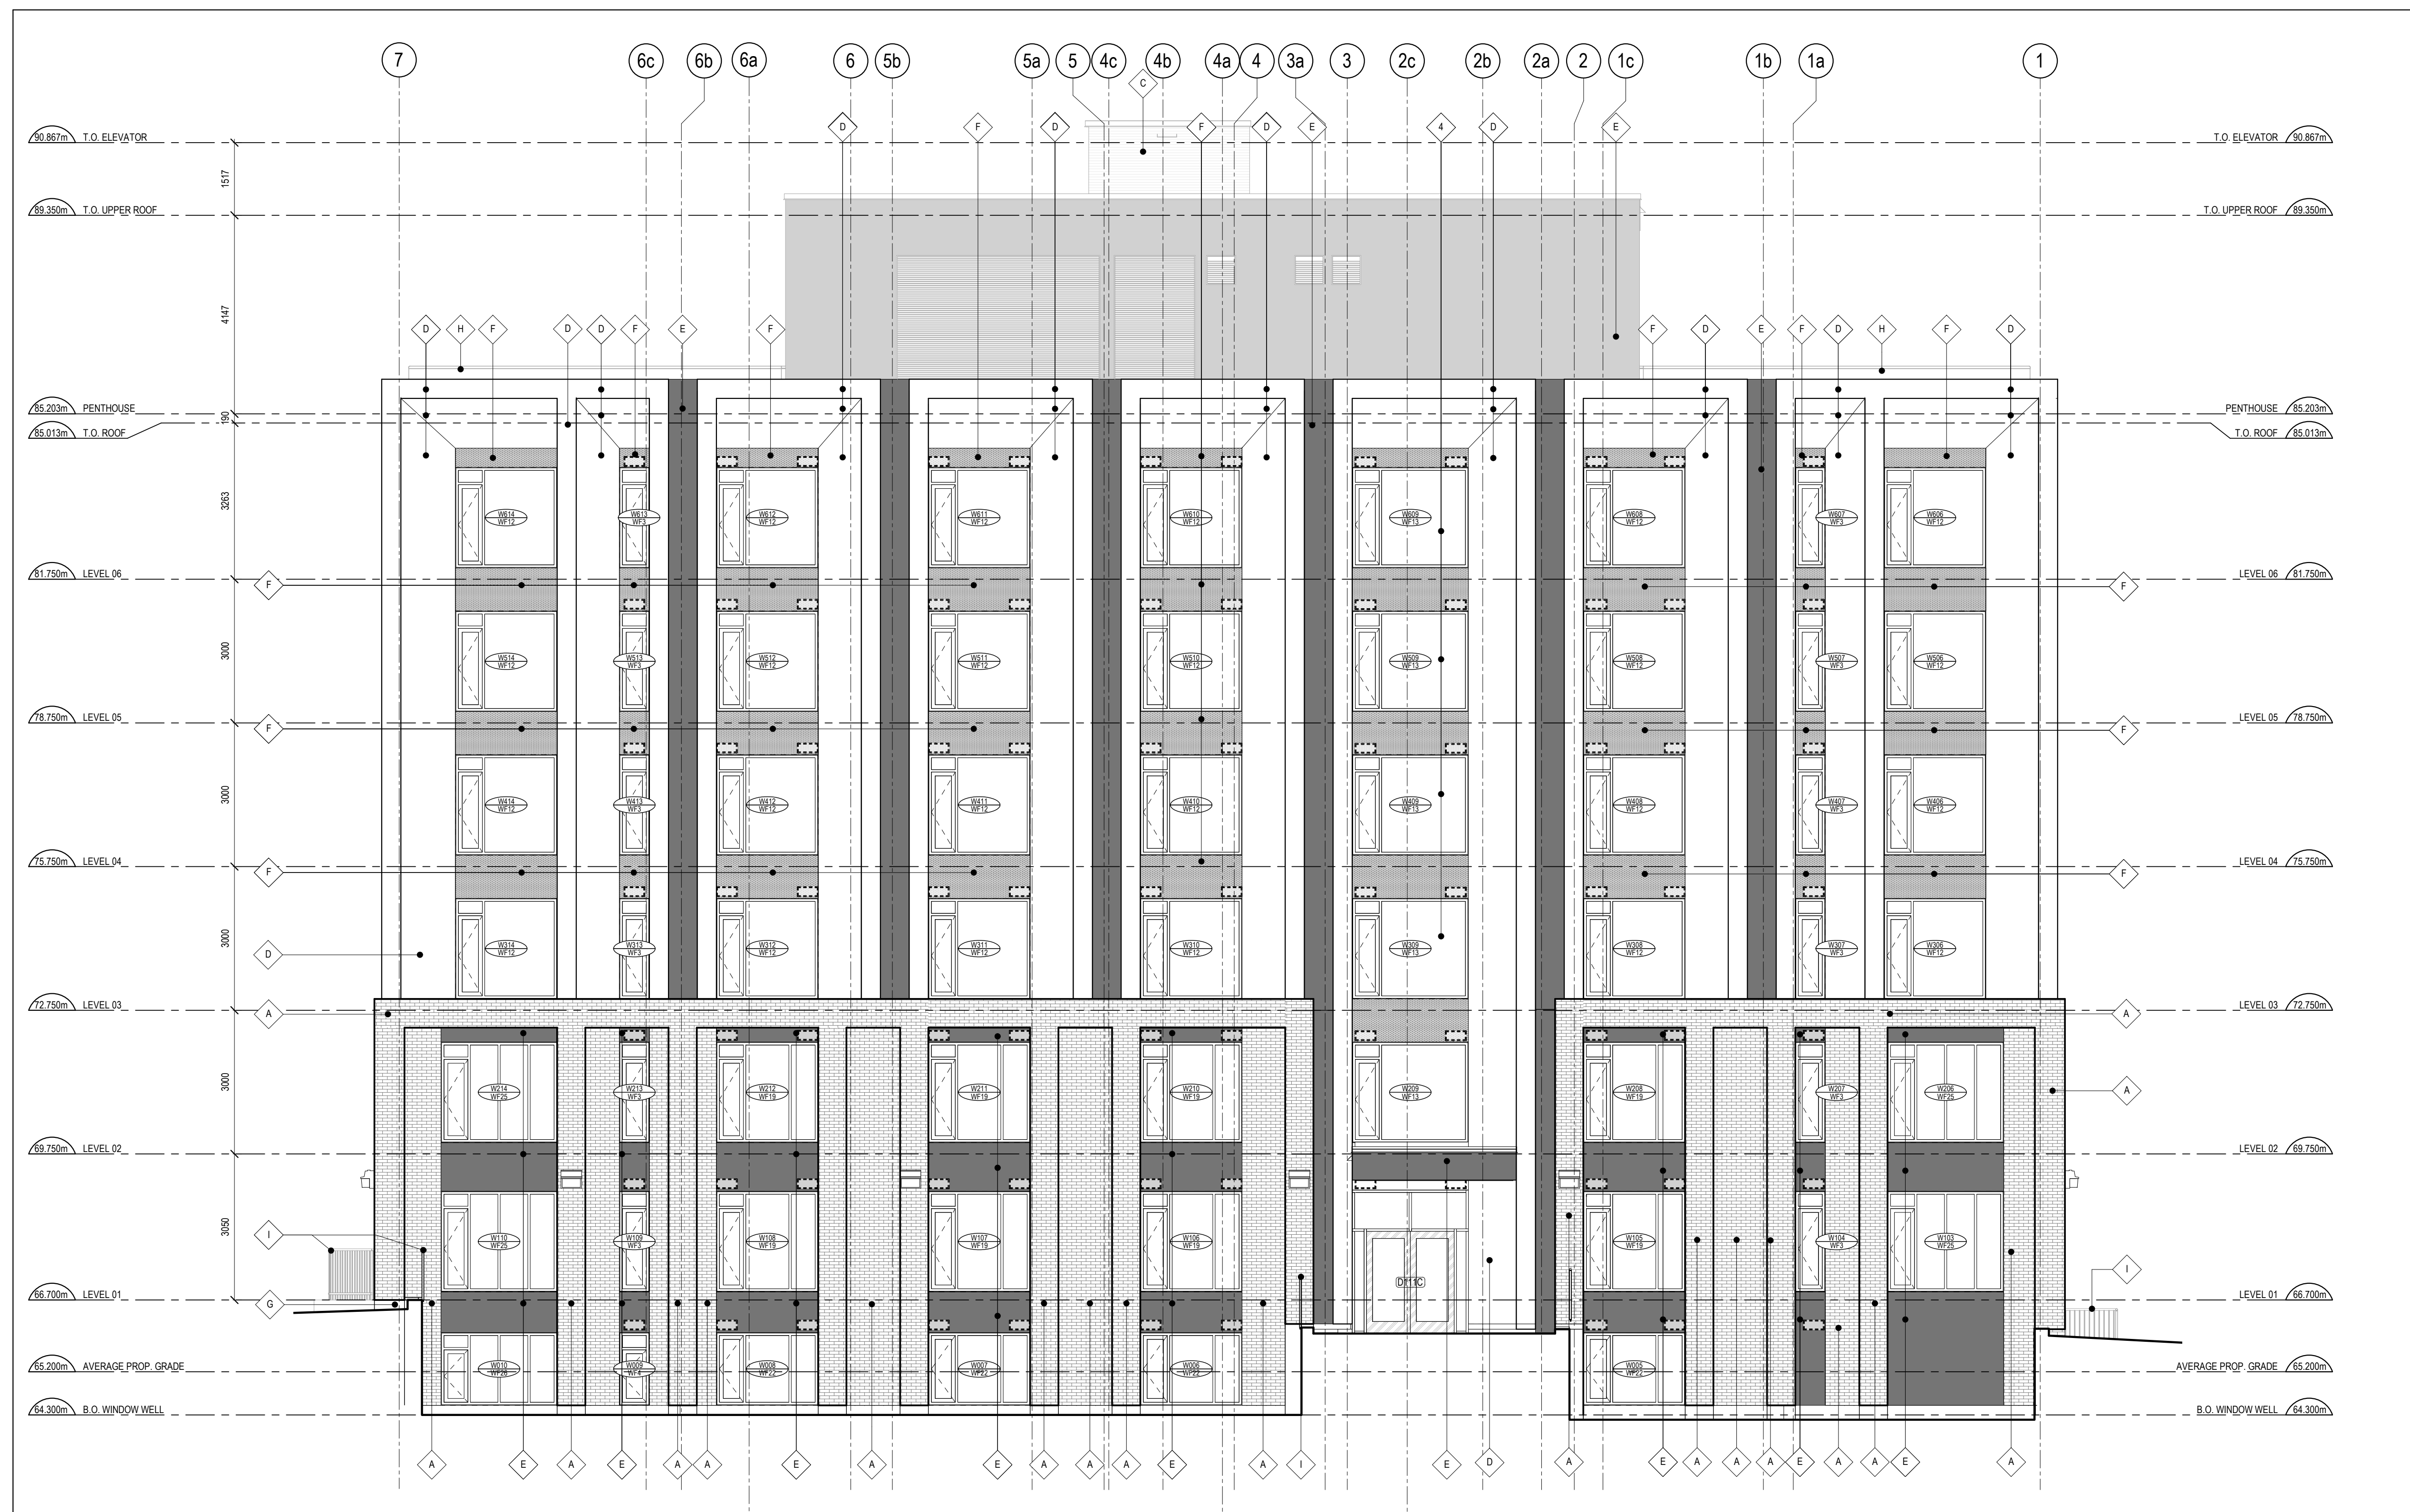 7 6c 6b 6a 6 5b 5a 5 4c 4b 4a 4 3a 3 2c 2b 2a 2 1c 1b 1a 1
C
D F D F D E 4 D E
90.867m T.O. ELEVATOR
T.O. ELEVATOR 90.867m
1517
89.350m T.O. UPPER ROOF
T.O. UPPER ROOF 89.350m
4147
D H F D D F E F F D E F D H F D
85.203m PENTHOUSE
PENTHOUSE 85.203m
190
85.013m T.O. ROOF
T.O. ROOF 85.013m
3263
W614 W613 W612 W611 W610 W609 W608 W607 W606
WF12 WF3 WF12 WF12 WF12 WF13 WF12 WF3 WF12
81.750m LEVEL 06
LEVEL 06 81.750m
F F
3000
W514 W513 W512 W511 W510 W509 W508 W507 W506
WF12 WF3 WF12 WF12 WF12 WF13 WF12 WF3 WF12
78.750m LEVEL 05
LEVEL 05 78.750m
F F
3000
W414 W413 W412 W411 W410 W409 W408 W407 W406
WF12 WF3 WF12 WF12 WF12 WF13 WF12 WF3 WF12
75.750m LEVEL 04
LEVEL 04 75.750m
F F
3000
W314 W313 W312 W311 W310 W309 W308 W307 W306
WF12 WF3 WF12 WF12 WF12 WF13 WF12 WF3 WF12
D
72.750m LEVEL 03
LEVEL 03 72.750m
A A
3000
W214 W213 W212 W211 W210 W209 W208 W207 W206
WF25 WF3 WF19 WF19 WF19 WF13 WF19 WF3 WF25
A
69.750m LEVEL 02
LEVEL 02 69.750m
3050
I
W110 W109 W108 W107 W106 W105 W104 W103
WF25 WF3 WF19 WF19 WF19 WF19 WF3 WF25
I
D111C
66.700m LEVEL 01
LEVEL 01 66.700m
G
W010 W009 W008 W007 W006 W005
WF26 WF4 WF22 WF22 WF22 WF22
65.200m AVERAGE PROP. GRADE
AVERAGE PROP. GRADE 65.200m
64.300m B.O. WINDOW WELL
B.O. WINDOW WELL 64.300m
A E A E A A E A E A A A E A I E D A E A A A E A A E A